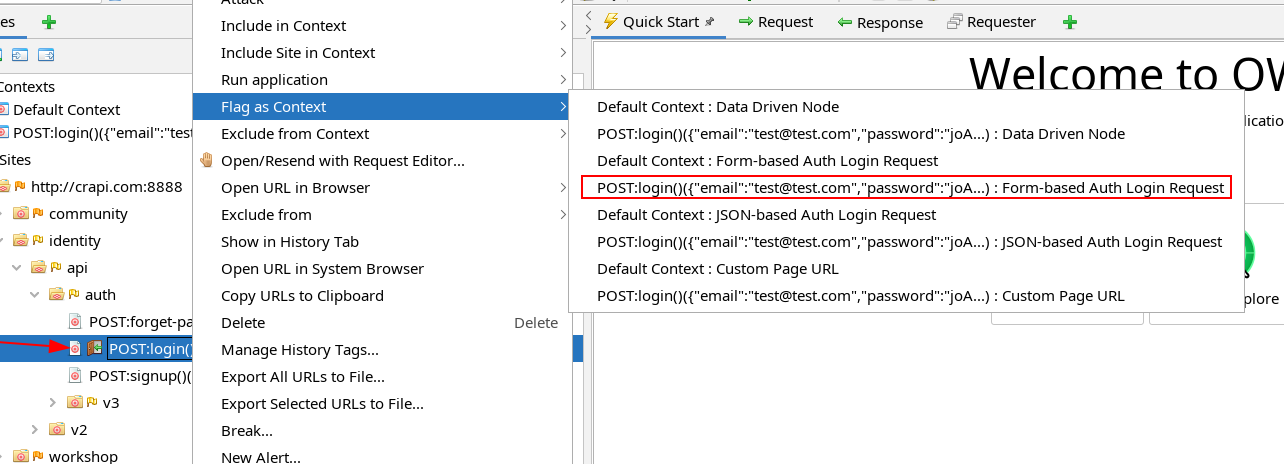 es
Quick Start
Request
Response
Requester
Contexts
Default Context
POST:login()({"email":"tes
Sites
http://crapi.com:8888
community
identity
api
auth
POST:forget-pa
POST:login()
POST:signup()(
v3
v2
workshop
Attack
Include in Context
Include Site in Context
Run application
Flag as Context
Exclude from Context
Open/Resend with Request Editor...
Open URL in Browser
Exclude from
Show in History Tab
Open URL in System Browser
Copy URLs to Clipboard
Delete Delete
Manage History Tags...
Export All URLs to File...
Export Selected URLs to File...
Break...
New Alert...
Default Context : Data Driven Node
POST:login()({"email":"test@test.com","password":"joA...) : Data Driven Node
Default Context : Form-based Auth Login Request
POST:login()({"email":"test@test.com","password":"joA...) : Form-based Auth Login Request
Default Context : JSON-based Auth Login Request
POST:login()({"email":"test@test.com","password":"joA...) : JSON-based Auth Login Request
Default Context : Custom Page URL
POST:login()({"email":"test@test.com","password":"joA...) : Custom Page URL
Welcome to OW
licatio
plore